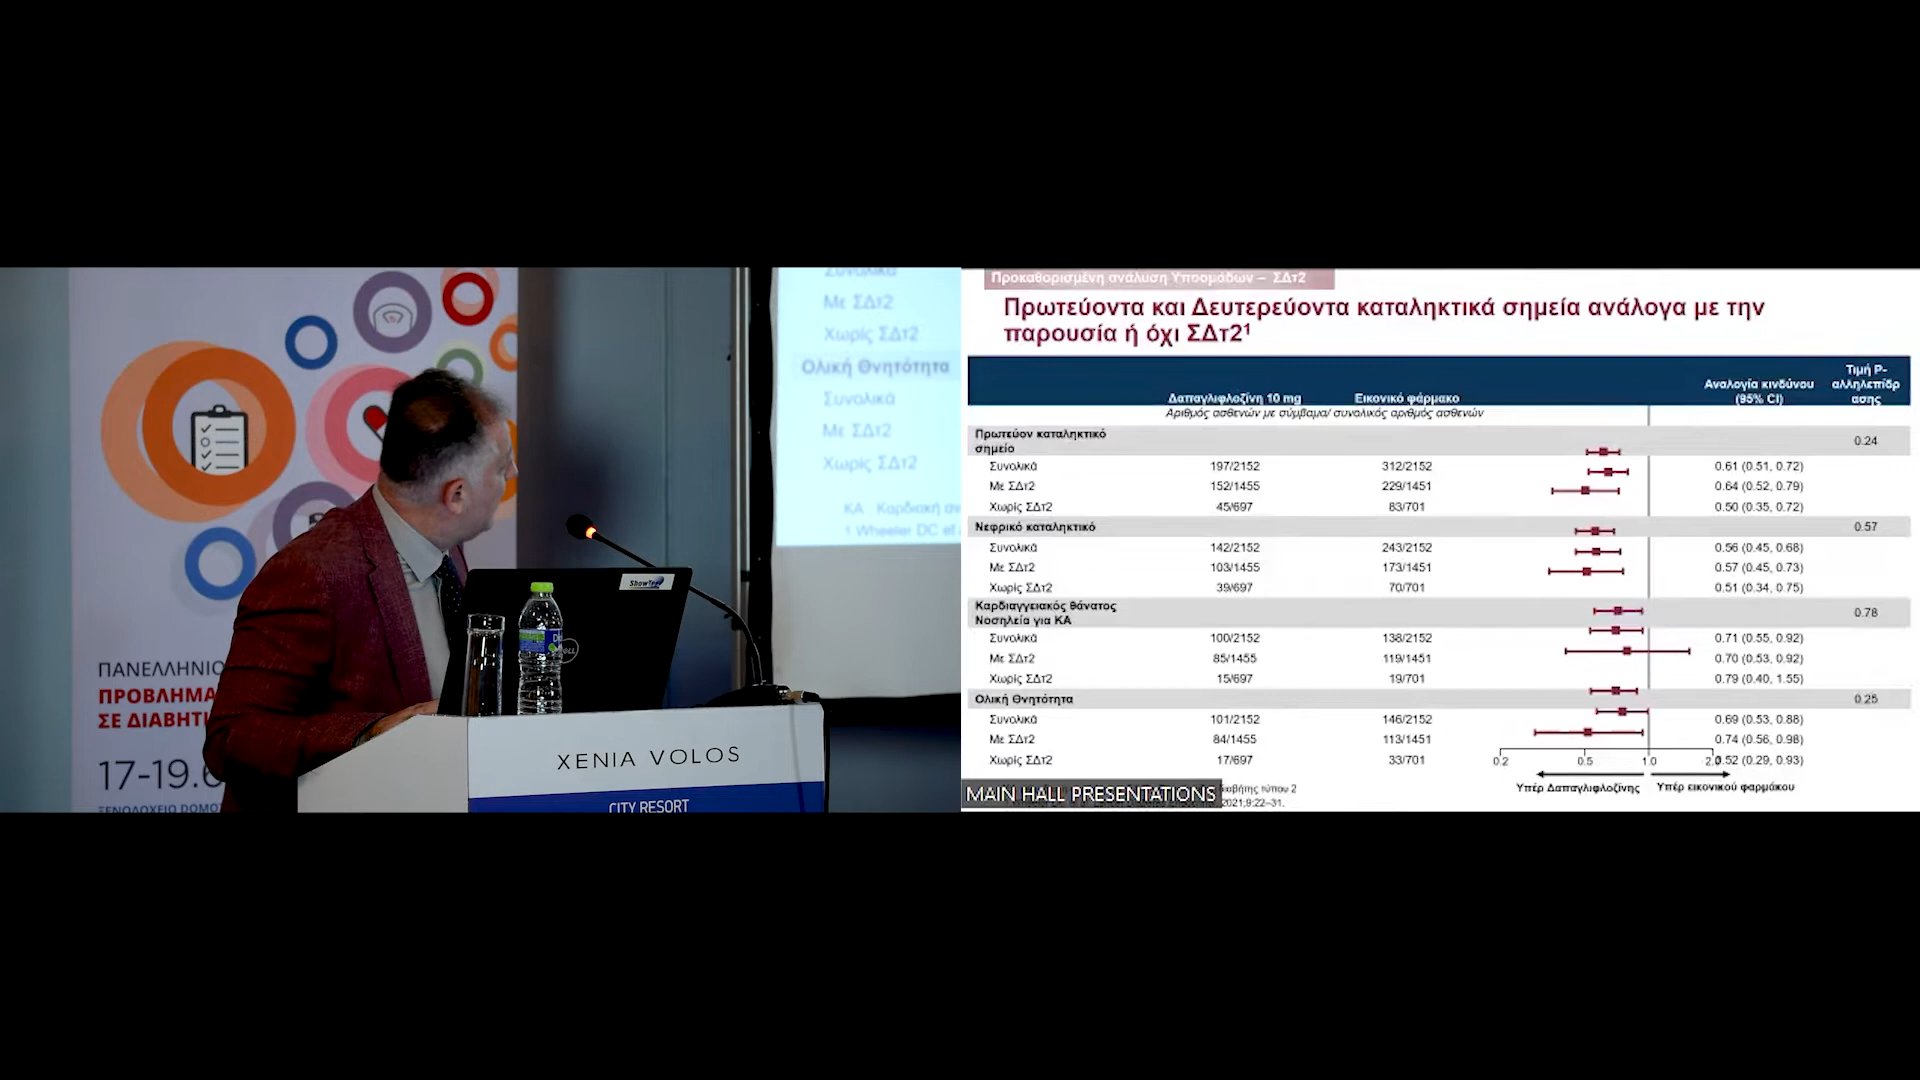 ΠΑΝΕΛΛΗΝΙΟ
ΠΡΟΒΛΗΜΑ
ΣΕ ΔΙΑΒΗΤΙ
17-19.6
ΞΕΝΟΔΟΧΕΙΟ DOMO
Συνολικά
Με ΣΔτ2
Χωρίς ΣΔτ2
Ολική Θνητότητα
Συνολικά
Με ΣΔτ2
Χωρίς ΣΔτ2
ΚΑ Καρδιακή αν
1 Wheeler DC et
ShowTec
DELL
XENIA VOLOS
CITY RESORT
Προκαθορισμένη ανάλυση Υποομάδων – ΣΔτ2
Πρωτεύοντα και Δευτερεύοντα καταληκτικά σημεία ανάλογα με την
παρουσία ή όχι ΣΔτ2¹
Δαπαγλιφλοζίνη 10 mg Εικονικό φάρμακο Αναλογία κινδύνου (95% CI) Τιμή P-αλληλεπίδρασης
Αριθμός ασθενών με σύμβαμα/ συνολικός αριθμός ασθενών
Πρωτεύον καταληκτικό
σημείο 0.24
Συνολικά 197/2152 312/2152 0.61 (0.51, 0.72)
Με ΣΔτ2 152/1455 229/1451 0.64 (0.52, 0.79)
Χωρίς ΣΔτ2 45/697 83/701 0.50 (0.35, 0.72)
Νεφρικό καταληκτικό 0.57
Συνολικά 142/2152 243/2152 0.56 (0.45, 0.68)
Με ΣΔτ2 103/1455 173/1451 0.57 (0.45, 0.73)
Χωρίς ΣΔτ2 39/697 70/701 0.51 (0.34, 0.75)
Καρδιαγγειακός θάνατος
Νοσηλεία για ΚΑ 0.78
Συνολικά 100/2152 138/2152 0.71 (0.55, 0.92)
Με ΣΔτ2 85/1455 119/1451 0.70 (0.53, 0.92)
Χωρίς ΣΔτ2 15/697 19/701 0.79 (0.40, 1.55)
Ολική Θνητότητα 0.25
Συνολικά 101/2152 146/2152 0.69 (0.53, 0.88)
Με ΣΔτ2 84/1455 113/1451 0.74 (0.56, 0.98)
Χωρίς ΣΔτ2 17/697 33/701 0.52 (0.29, 0.93)
0.2 0.5 1.0 2.0
Υπέρ Δαπαγλιφλοζίνης Υπέρ εικονικού φαρμάκου
ιαβήτης τύπου 2
2021;9:22–31.
MAIN HALL PRESENTATIONS